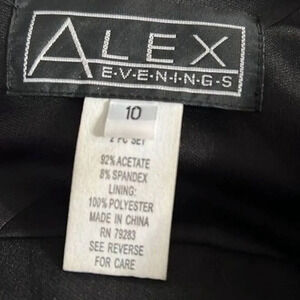 ALEX
E·V·E·N·I·N·G·S
10
2 PC SET
92% ACETATE
8% SPANDEX
LINING:
100% POLYESTER
MADE IN CHINA
RN 79283
SEE REVERSE
FOR CARE